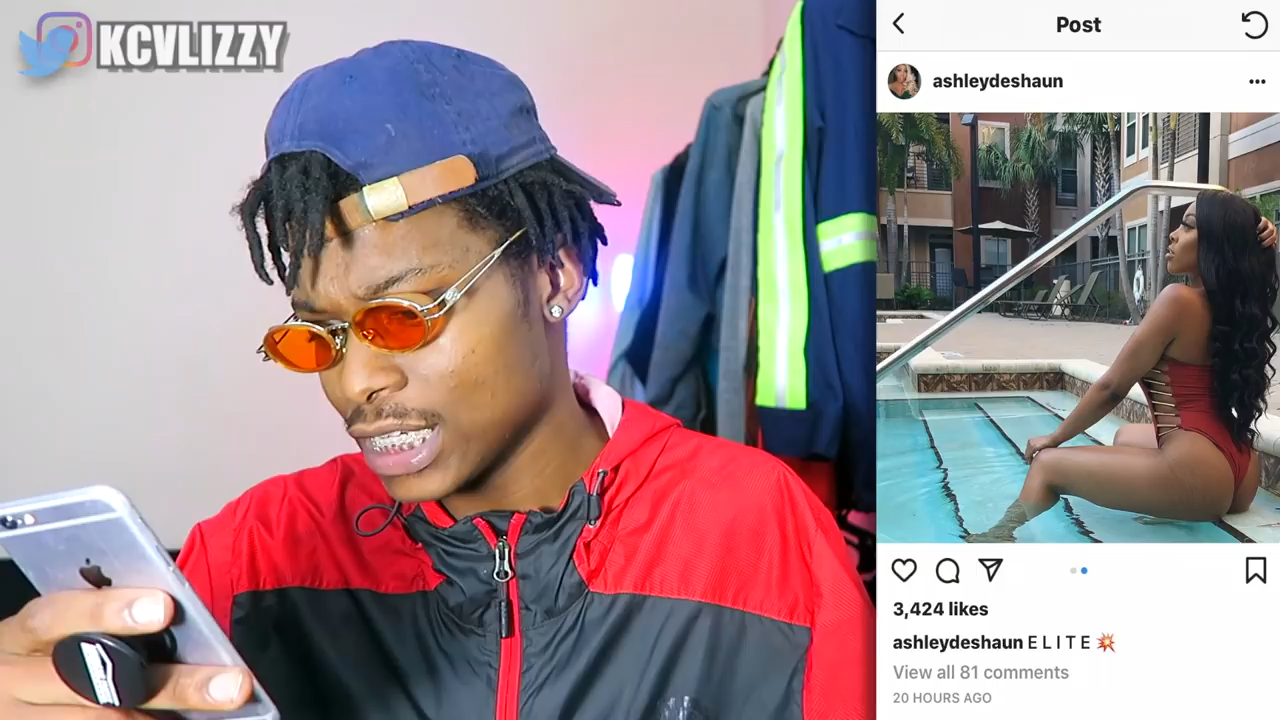 KCVLIZZY
Post
ashleydeshaun
3,424 likes
ashleydeshaun E L I T E 💥
View all 81 comments
20 HOURS AGO